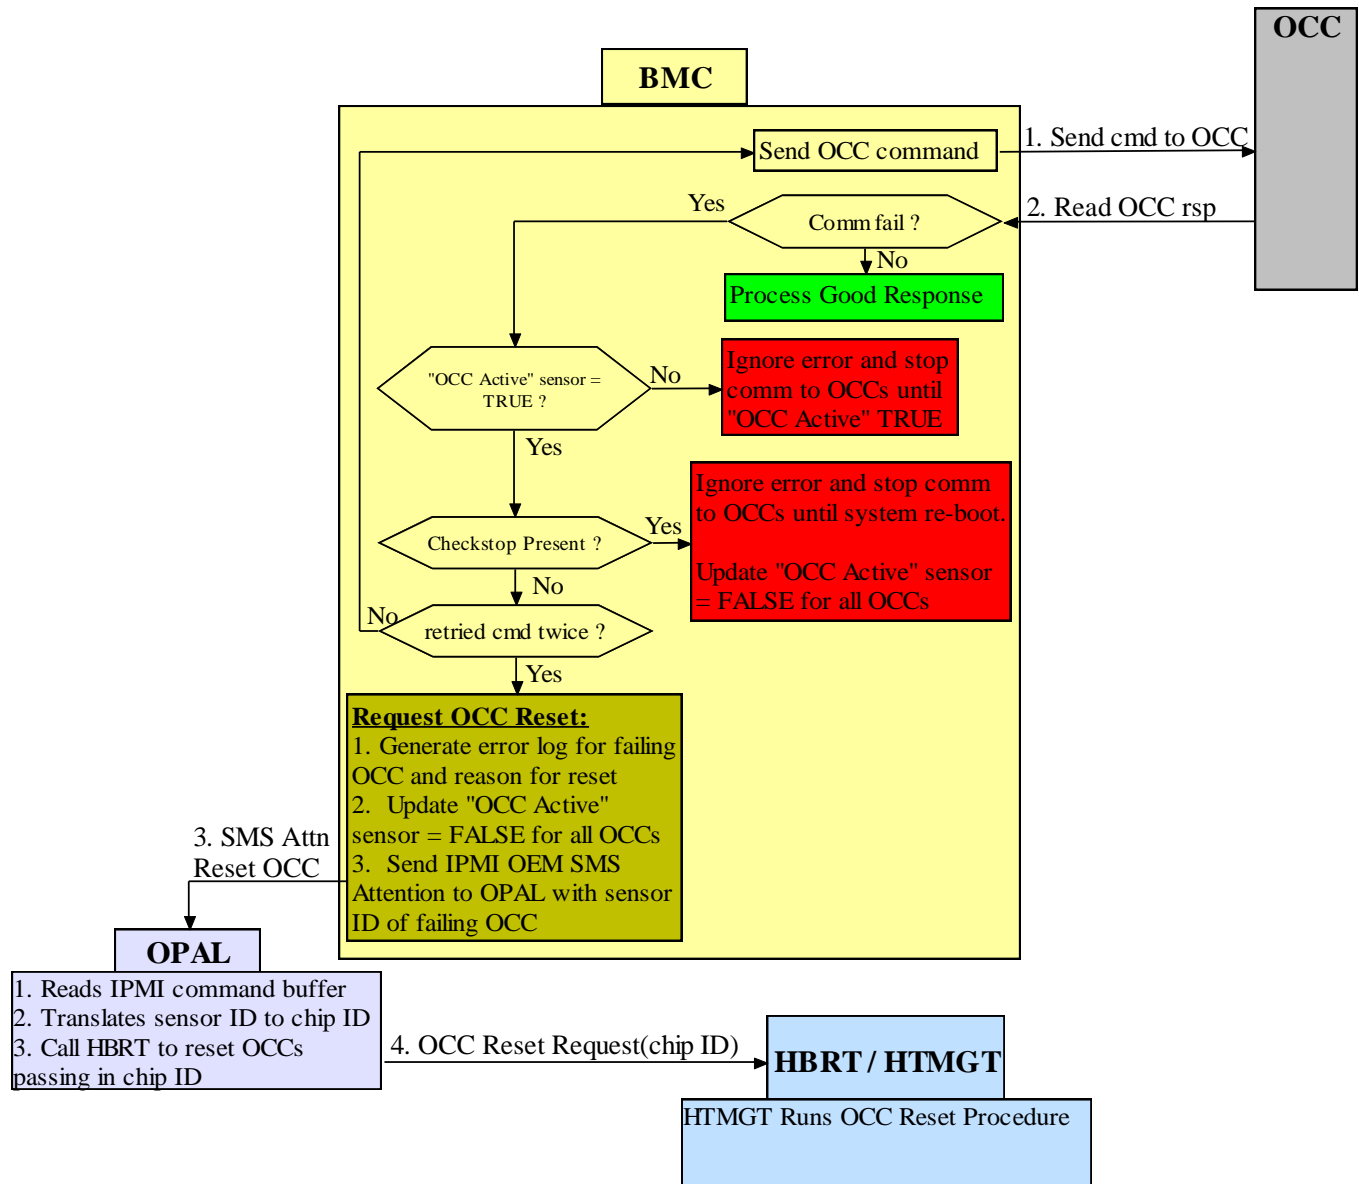 OCC
BMC
Send OCC command
1. Send cmd to OCC
Yes
Comm fail ?
2. Read OCC rsp
No
Process Good Response
"OCC Active" sensor =
TRUE ?
No
Ignore error and stop
comm to OCCs until
"OCC Active" TRUE
Yes
Checkstop Present ?
Yes
Ignore error and stop comm
to OCCs until system re-boot.
Update "OCC Active" sensor
= FALSE for all OCCs
No
No
retried cmd twice ?
Yes
Request OCC Reset:
1. Generate error log for failing
OCC and reason for reset
2. Update "OCC Active"
sensor = FALSE for all OCCs
3. Send IPMI OEM SMS
Attention to OPAL with sensor
ID of failing OCC
3. SMS Attn
Reset OCC
OPAL
1. Reads IPMI command buffer
2. Translates sensor ID to chip ID
3. Call HBRT to reset OCCs
passing in chip ID
4. OCC Reset Request(chip ID)
HBRT / HTMGT
HTMGT Runs OCC Reset Procedure